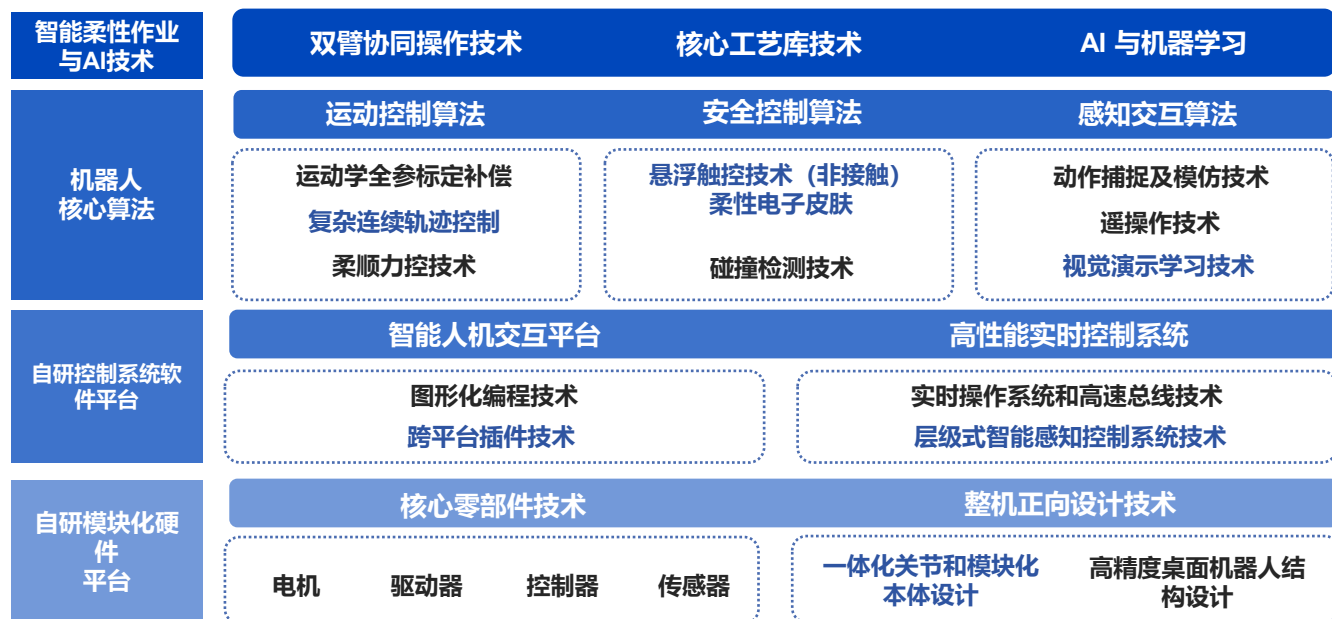 智能柔性作业
与AI技术
双臂协同操作技术
核心工艺库技术
AI 与机器学习
机器人
核心算法
运动控制算法
安全控制算法
感知交互算法
运动学全参标定补偿
复杂连续轨迹控制
柔顺力控技术
悬浮触控技术（非接触）
柔性电子皮肤
碰撞检测技术
动作捕捉及模仿技术
遥操作技术
视觉演示学习技术
自研控制系统软
件平台
智能人机交互平台
高性能实时控制系统
图形化编程技术
跨平台插件技术
实时操作系统和高速总线技术
层级式智能感知控制系统技术
自研模块化硬
件
平台
核心零部件技术
整机正向设计技术
电机
驱动器
控制器
传感器
一体化关节和模块化
本体设计
高精度桌面机器人结
构设计